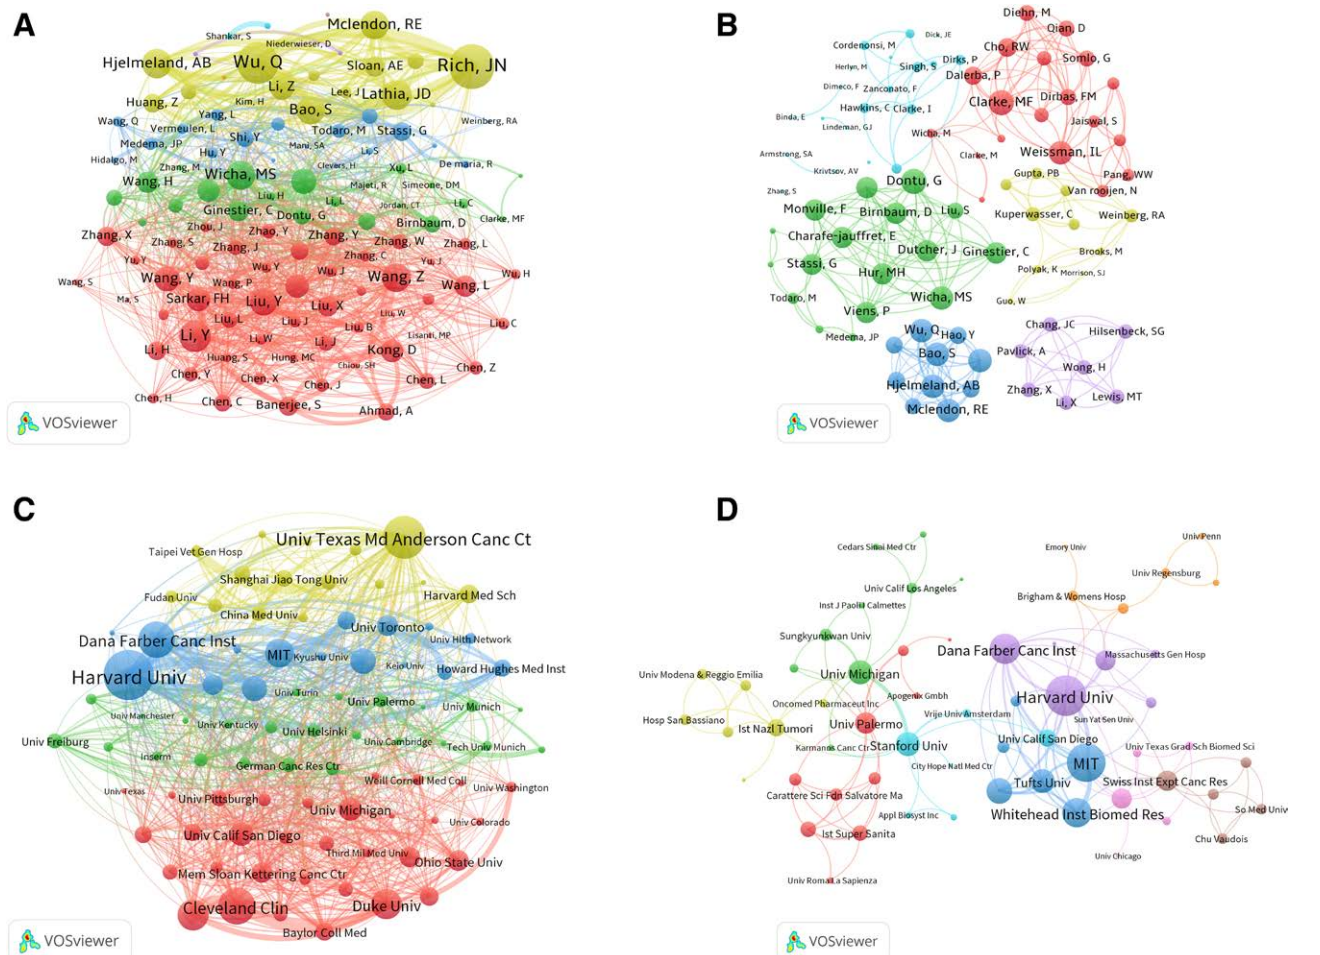 A
Mclendon, RE
Shankar, S
Niederwieser, D
Hjelmeland, AB
Wu, Q
Sloan, AE
Rich, JN
Li, Z
Lee, J
Lathia, JD
Huang, Z
Kim, H
Bao, S
Yang, L
Wang, Q
Vermeulen, L
Todaro, M
Stassi, G
Weinberg, RA
Medema, JP
Shi, Y
Mani, SA
Hu, Y
Li, S
Hidalgo, M
Zhang, M
Clevers, H
Xu, L
De maria, R
Wang, H
Wicha, MS
Majeti, R
Simeone, DM
Liu, H
Li, L
Jordan, CT
Li, C
Ginestier, C
Dontu, G
Birnbaum, D
Clarke, MF
Zhou, J
Zhao, Y
Zhang, X
Zhang, S
Zhang, J
Zhang, Y
Zhang, W
Zhang, L
Zhang, C
Yu, Y
Wu, Y
Wu, J
Yu, J
Wu, H
Wang, S
Wang, Y
Wang, P
Wang, Z
Wang, L
Ma, S
Sarkar, FH
Liu, Y
Liu, X
Liu, W
Liu, L
Liu, J
Liu, B
Liu, C
Li, Y
Li, W
Li, J
Lisanti, MP
Li, H
Huang, S
Hung, MC
Kong, D
Chiou, SH
Chen, Z
Chen, Y
Chen, X
Chen, J
Chen, L
Chen, H
Chen, C
Banerjee, S
Ahmad, A
VOSviewer
B
Diehn, M
Qian, D
Dick, JE
Cordenonsi, M
Cho, RW
Somlo, G
Herlyn, M
Singh, S
Dirks, P
Dalerba, P
Dimeco, F
Zanconato, F
Clarke, MF
Dirbas, FM
Hawkins, C
Clarke, I
Binda, E
Lindeman, GJ
Jaiswal, S
Wicha, M
Armstrong, SA
Clarke, M
Weissman, IL
Krivtsov, AV
Gupta, PB
Pang, WW
Zhang, S
Dontu, G
Van rooijen, N
Monville, F
Birnbaum, D
Liu, S
Kuperwasser, C
Weinberg, RA
Charafe-jauffret, E
Dutcher, J
Ginestier, C
Brooks, M
Stassi, G
Hur, MH
Polyak, K
Morrison, SJ
Todaro, M
Wicha, MS
Guo, W
Viens, P
Medema, JP
Wu, Q
Hao, Y
Chang, JC
Hilsenbeck, SG
Bao, S
Pavlick, A
Wong, H
Hjelmeland, AB
Zhang, X
Li, X
Lewis, MT
Mclendon, RE
VOSviewer
C
Univ Texas Md Anderson Canc Ct
Taipei Vet Gen Hosp
Shanghai Jiao Tong Univ
Fudan Univ
Harvard Med Sch
China Med Univ
Univ Toronto
Dana Farber Canc Inst
Univ Hlth Network
MIT
Kyushu Univ
Keio Univ
Howard Hughes Med Inst
Harvard Univ
Univ Turin
Univ Palermo
Univ Munich
Univ Manchester
Univ Kentucky
Univ Helsinki
Univ Freiburg
Univ Cambridge
Tech Univ Munich
Inserm
German Canc Res Ctr
Weill Cornell Med Coll
Univ Texas
Univ Washington
Univ Pittsburgh
Univ Michigan
Univ Colorado
Univ Calif San Diego
Third Mil Med Univ
Ohio State Univ
Mem Sloan Kettering Canc Ctr
Cleveland Clin
Duke Univ
Baylor Coll Med
VOSviewer
D
Cedars Sinai Med Ctr
Emory Univ
Univ Penn
Univ Regensburg
Univ Calif Los Angeles
Brigham & Womens Hosp
Inst J Paoli I Calmettes
Sungkyunkwan Univ
Dana Farber Canc Inst
Massachusetts Gen Hosp
Univ Modena & Reggio Emilia
Univ Michigan
Apogenix Gmbh
Harvard Univ
Oncomed Pharmaceut Inc
Vrije Univ Amsterdam
Hosp San Bassiano
Ist Nazl Tumori
Univ Palermo
Sun Yat Sen Univ
Karmanos Canc Ctr
Stanford Univ
Univ Calif San Diego
Univ Texas Grad Sch Biomed Sci
City Hope Natl Med Ctr
MIT
Tufts Univ
Swiss Inst Expt Canc Res
Carattere Sci Fdn Salvatore Ma
Appl Biosyst Inc
Whitehead Inst Biomed Res
So Med Univ
Ist Super Sanita
Chu Vaudois
Univ Chicago
Univ Roma La Sapienza
VOSviewer